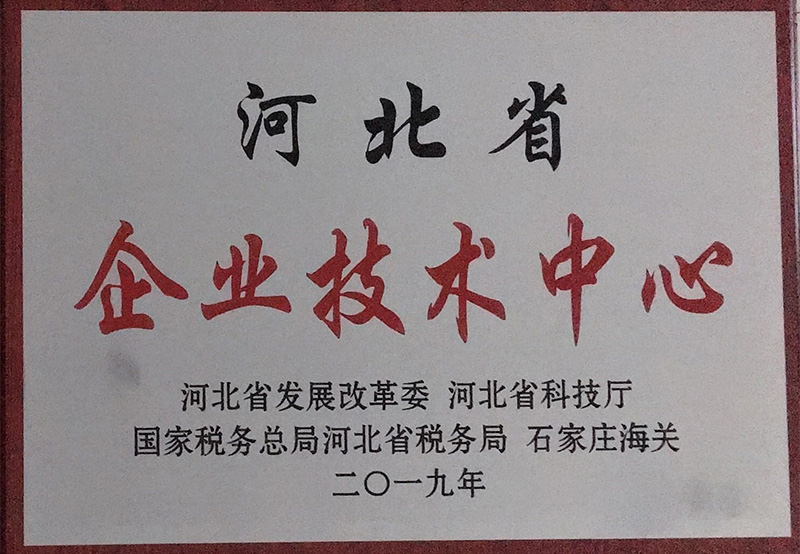 河北省
企业技术中心
河北省发展改革委 河北省科技厅
国家税务总局河北省税务局 石家庄海关
二〇一九年